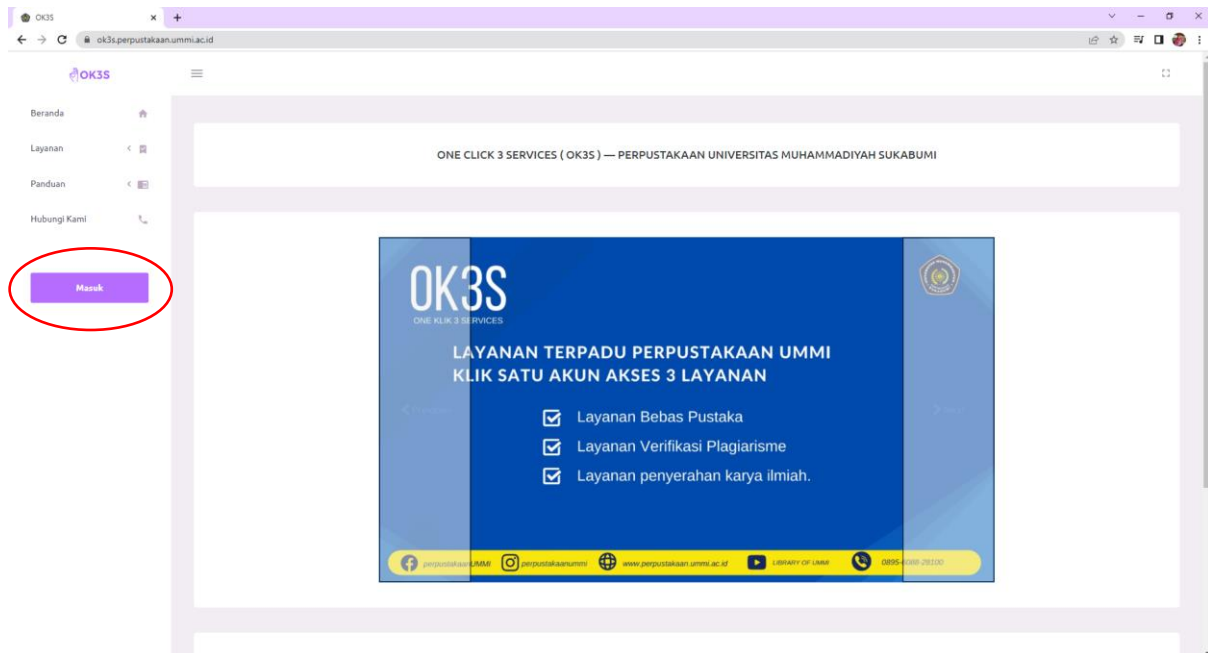 OK3S
ok3s.perpustakaan.ummi.ac.id
OK3S
Beranda
Layanan
Panduan
Hubungi Kami
Masuk
ONE CLICK 3 SERVICES ( OK3S ) — PERPUSTAKAAN UNIVERSITAS MUHAMMADIYAH SUKABUMI
OK3S
ONE KLIK 3 SERVICES
LAYANAN TERPADU PERPUSTAKAAN UMMI
KLIK SATU AKUN AKSES 3 LAYANAN
Layanan Bebas Pustaka
Layanan Verifikasi Plagiarisme
Layanan penyerahan karya ilmiah.
perpustakaanUMMI perpustakaanummi www.perpustakaan.ummi.ac.id LIBRARY OF UMMI